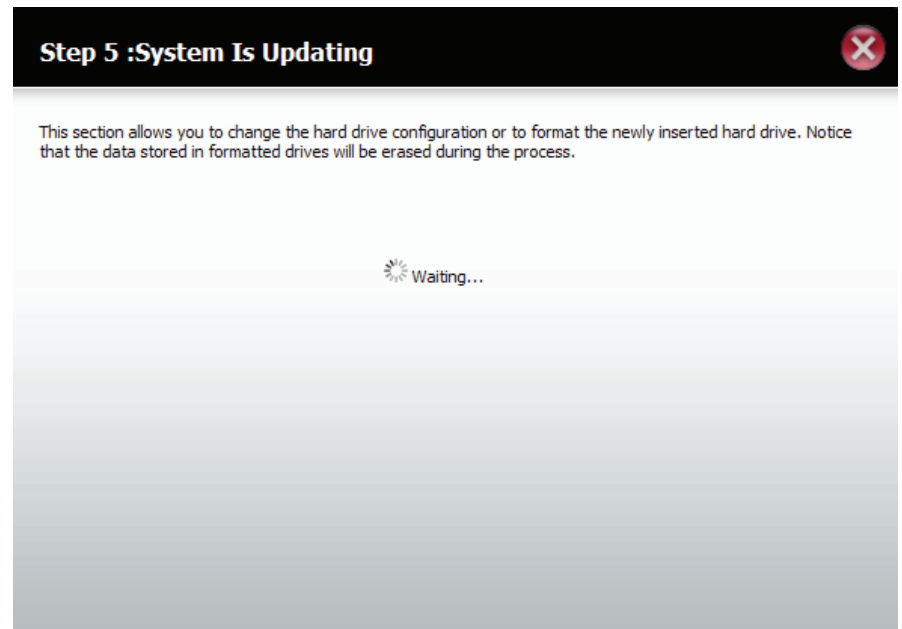 Step 5 :System Is Updating
This section allows you to change the hard drive configuration or to format the newly inserted hard drive. Notice
that the data stored in formatted drives will be erased during the process.
Waiting...